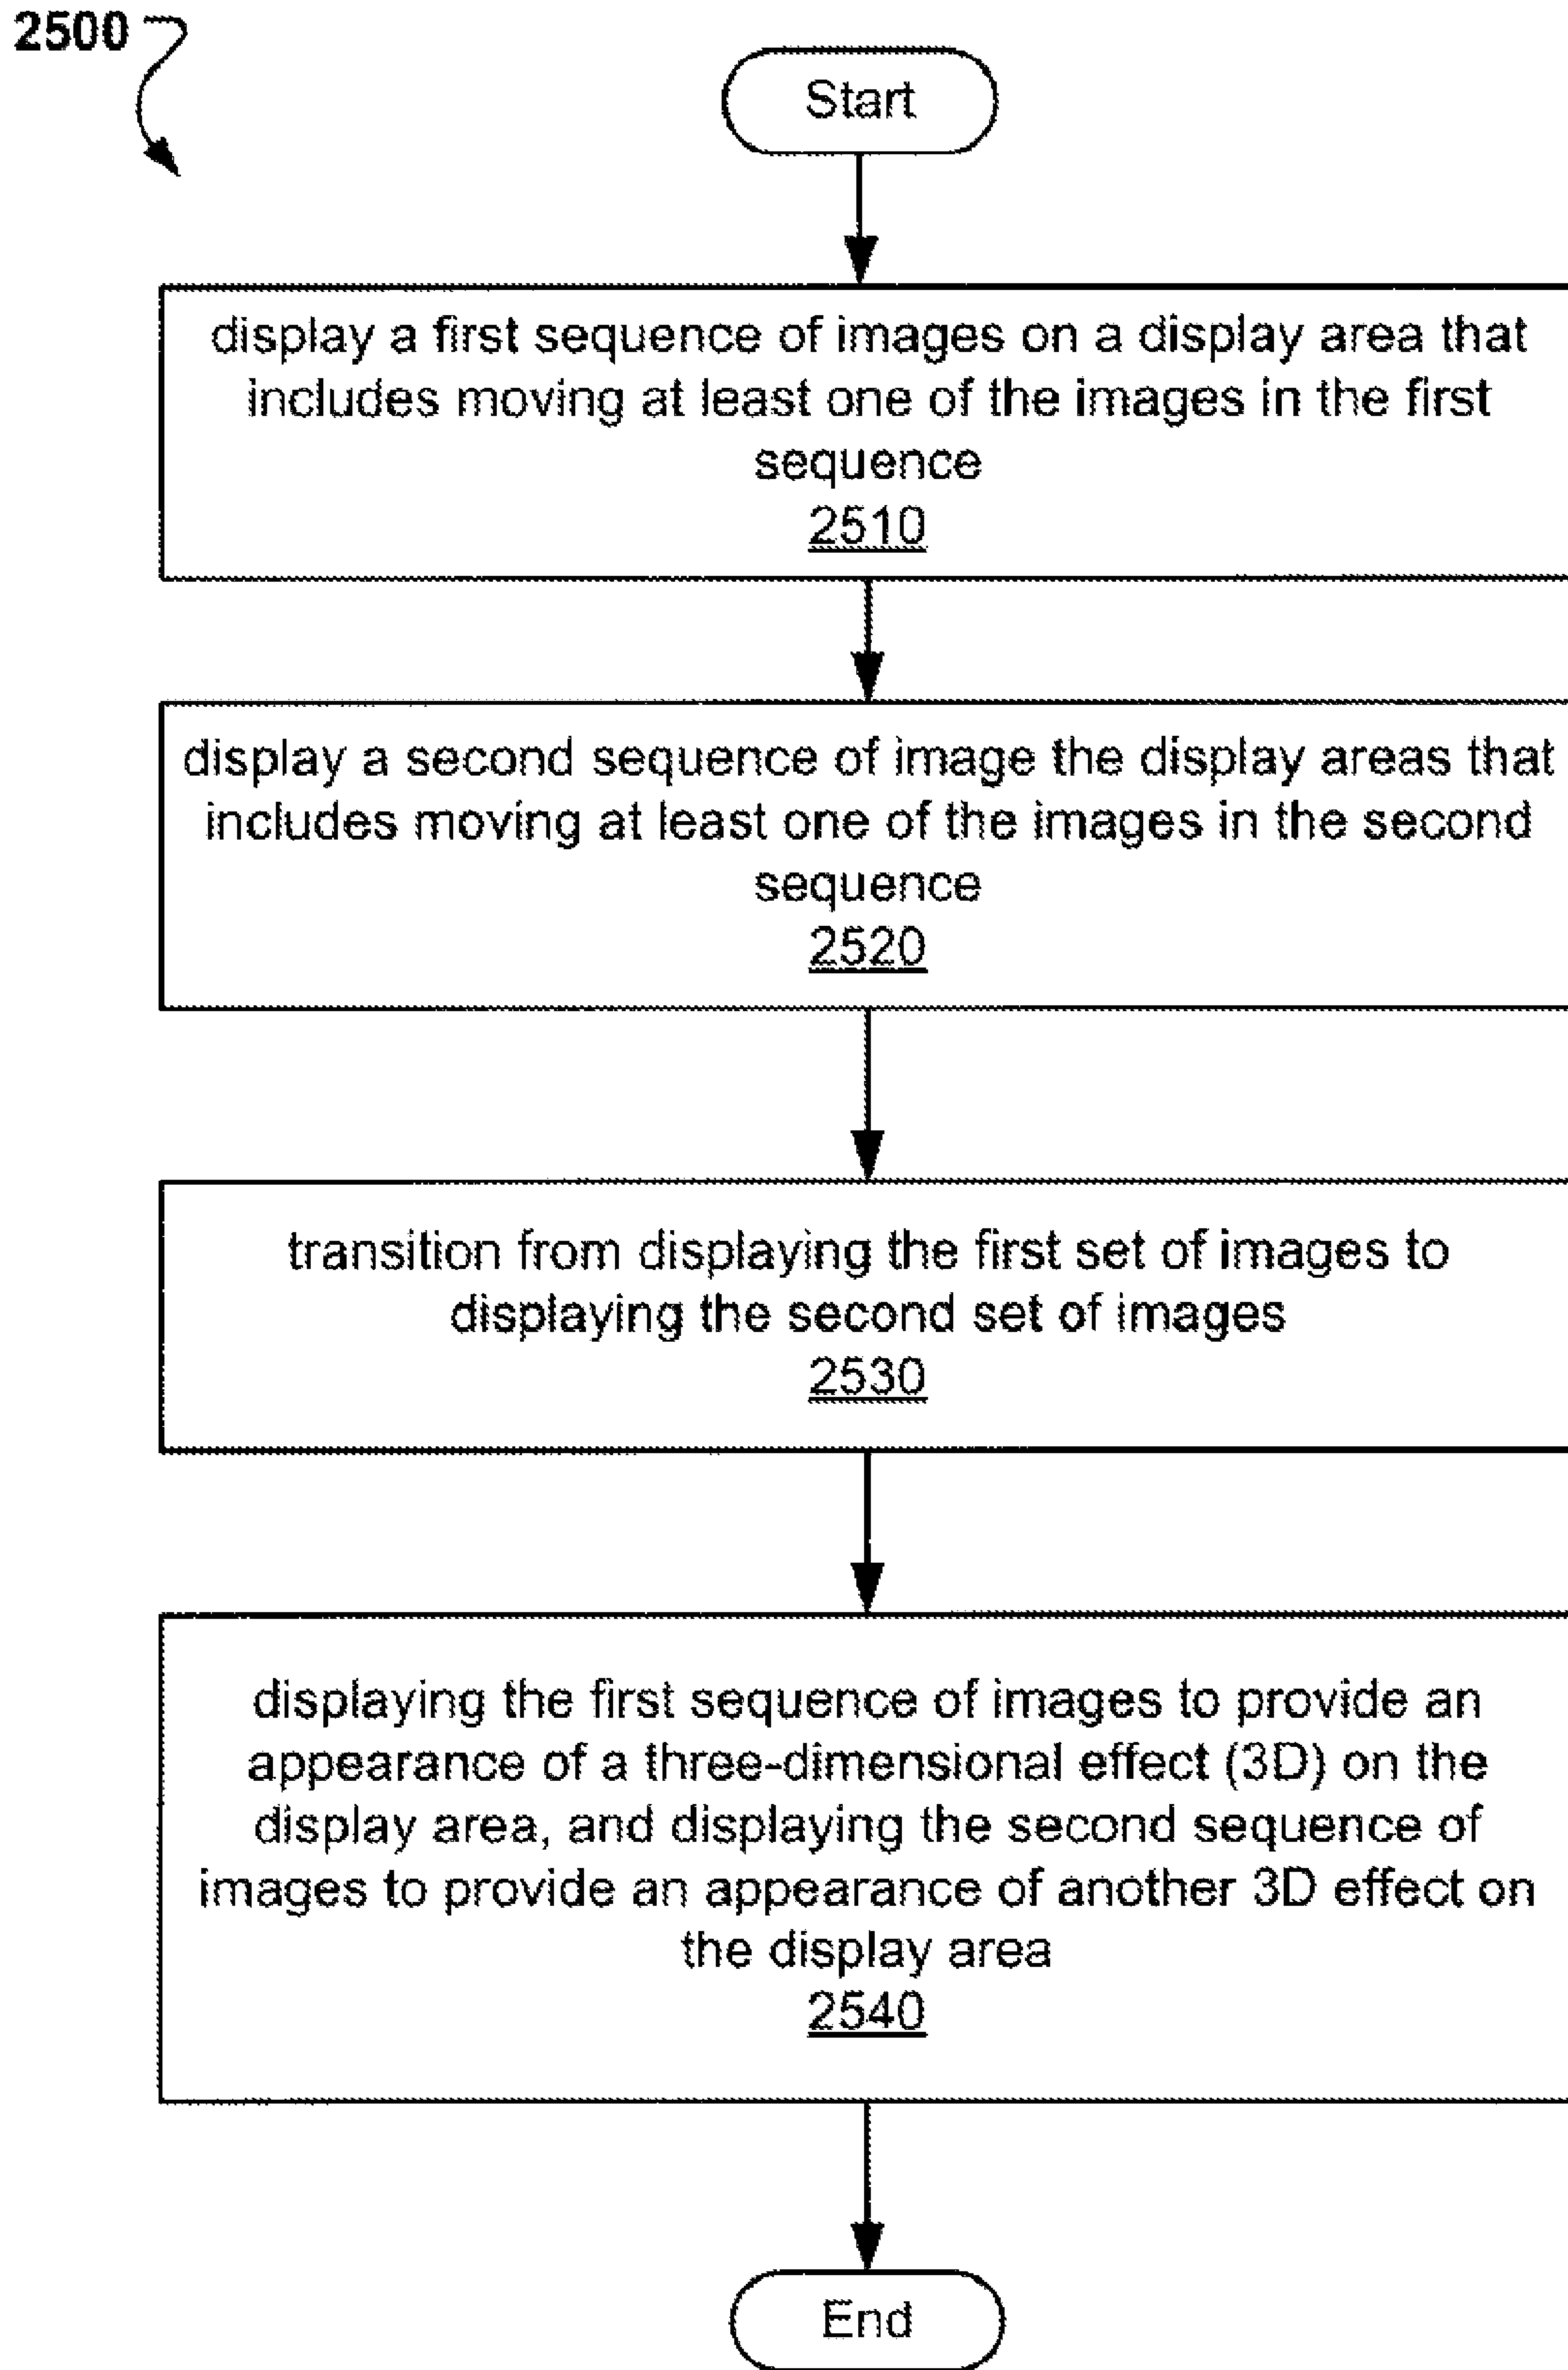 2500
Start
display a first sequence of images on a display area that
includes moving at least one of the images in the first
sequence
2510
display a second sequence of image the display areas that
includes moving at least one of the images in the second
sequence
2520
transition from displaying the first set of images to
displaying the second set of images
2530
displaying the first sequence of images to provide an
appearance of a three-dimensional effect (3D) on the
display area, and displaying the second sequence of
images to provide an appearance of another 3D effect on
the display area
2540
End